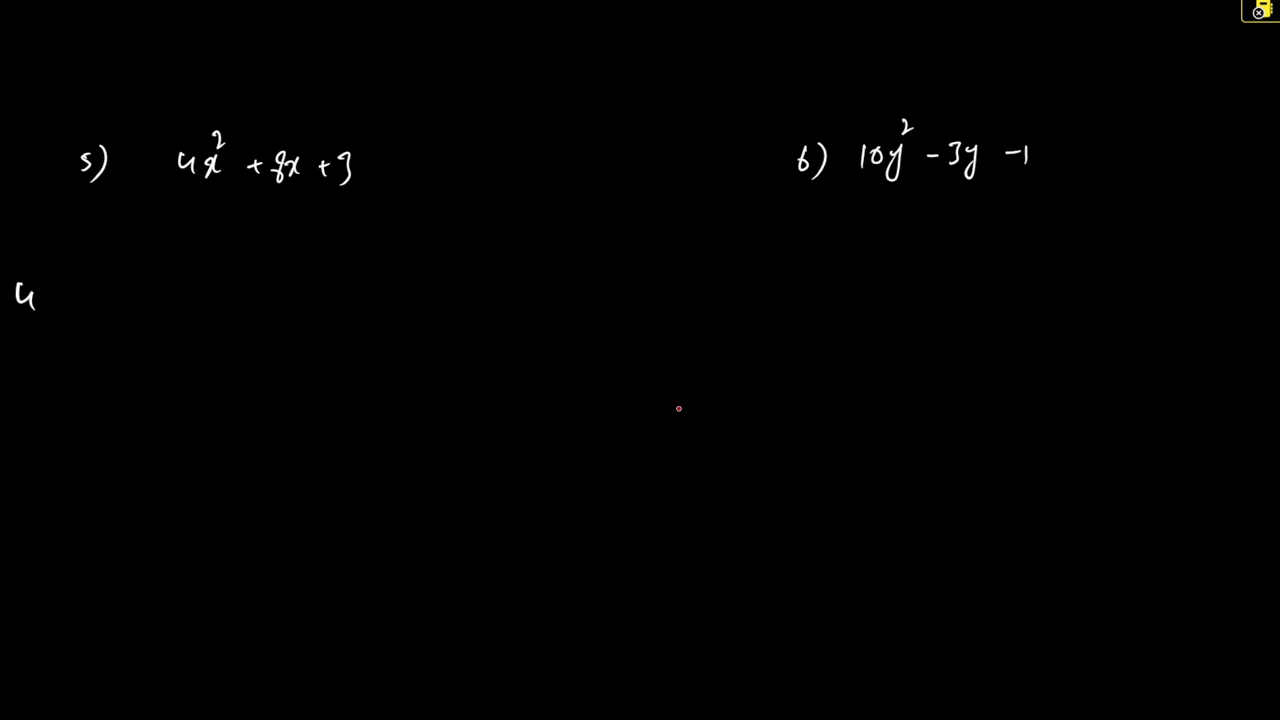 5) 4x² + 8x + 3
6) 10y² - 3y - 1
4